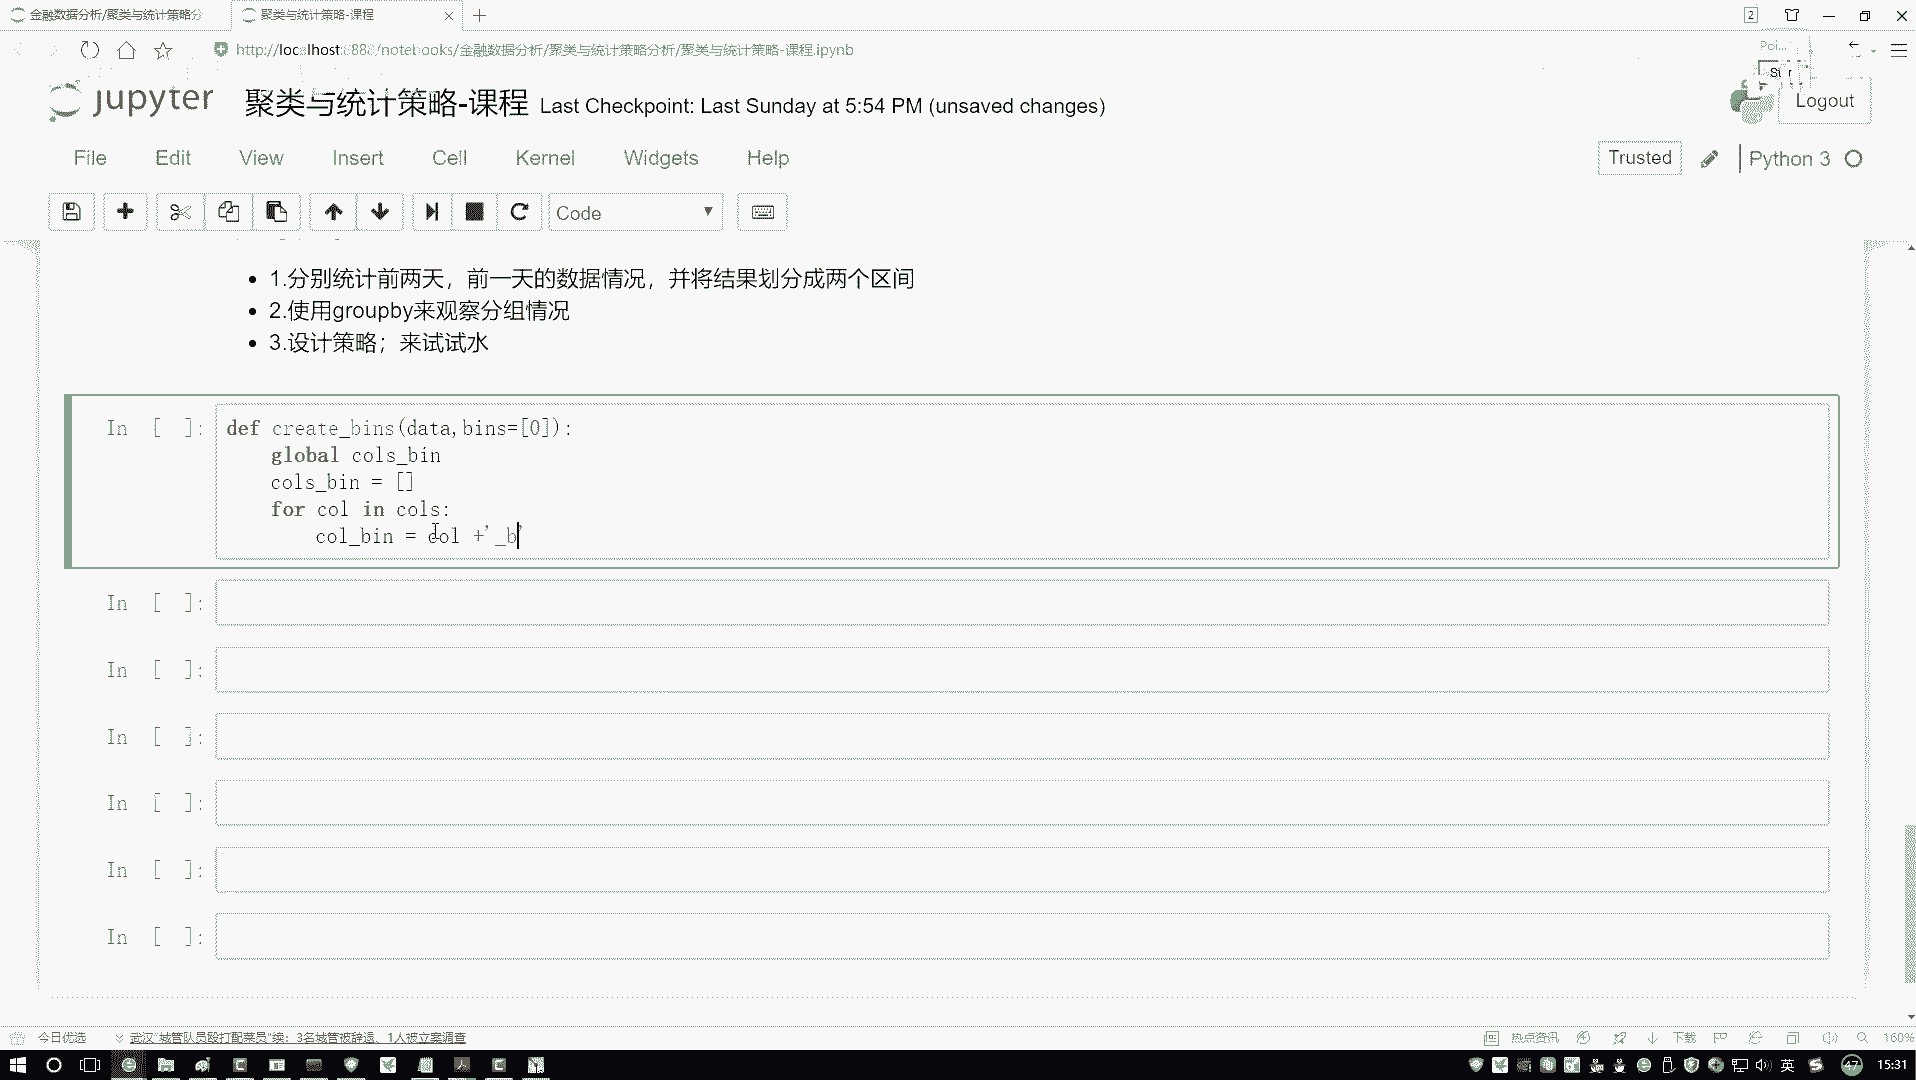 金融数据分析/聚类与统计策略分
聚类与统计策略-课程
2
http://localhost:8888/notebooks/金融数据分析/聚类与统计策略分析/聚类与统计策略-课程.ipynb
jupyter
聚类与统计策略-课程 Last Checkpoint: Last Sunday at 5:54 PM (unsaved changes)
Logout
File Edit View Insert Cell Kernel Widgets Help
Trusted
Python 3
Code
1.分别统计前两天，前一天的数据情况，并将结果划分成两个区间
2.使用groupby来观察分组情况
3.设计策略；来试试水
In [ ]:
def create_bins(data,bins=[0]):
global cols_bin
cols_bin = []
for col in cols:
col_bin = col +'_b'
In [ ]:
In [ ]:
In [ ]:
In [ ]:
In [ ]:
In [ ]:
今日优选
武汉"城管队员殴打配菜员"续：3名城管被辞退、1人被立案调查
热点资讯
下载
160%
英
47
15:31